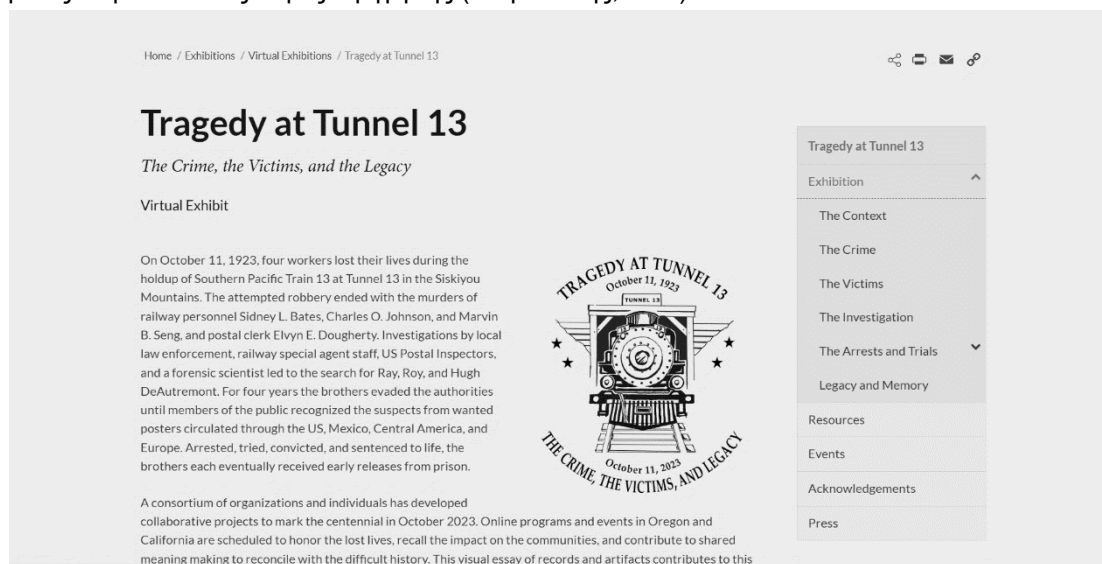 Home / Exhibitions / Virtual Exhibitions / Tragedy at Tunnel 13
Tragedy at Tunnel 13
The Crime, the Victims, and the Legacy
Virtual Exhibit
On October 11, 1923, four workers lost their lives during the
holdup of Southern Pacific Train 13 at Tunnel 13 in the Siskiyou
Mountains. The attempted robbery ended with the murders of
railway personnel Sidney L. Bates, Charles O. Johnson, and Marvin
B. Seng, and postal clerk Elvyn E. Dougherty. Investigations by local
law enforcement, railway special agent staff, US Postal Inspectors,
and a forensic scientist led to the search for Ray, Roy, and Hugh
DeAutremont. For four years the brothers evaded the authorities
until members of the public recognized the suspects from wanted
posters circulated through the US, Mexico, Central America, and
Europe. Arrested, tried, convicted, and sentenced to life, the
brothers each eventually received early releases from prison.
A consortium of organizations and individuals has developed
collaborative projects to mark the centennial in October 2023. Online programs and events in Oregon and
California are scheduled to honor the lost lives, recall the impact on the communities, and contribute to shared
meaning making to reconcile with the difficult history. This visual essay of records and artifacts contributes to this
TRAGEDY AT TUNNEL 13
October 11, 1923
TUNNEL 13
October 11, 2023
THE CRIME, THE VICTIMS, AND LEGACY
Tragedy at Tunnel 13
Exhibition
The Context
The Crime
The Victims
The Investigation
The Arrests and Trials
Legacy and Memory
Resources
Events
Acknowledgements
Press